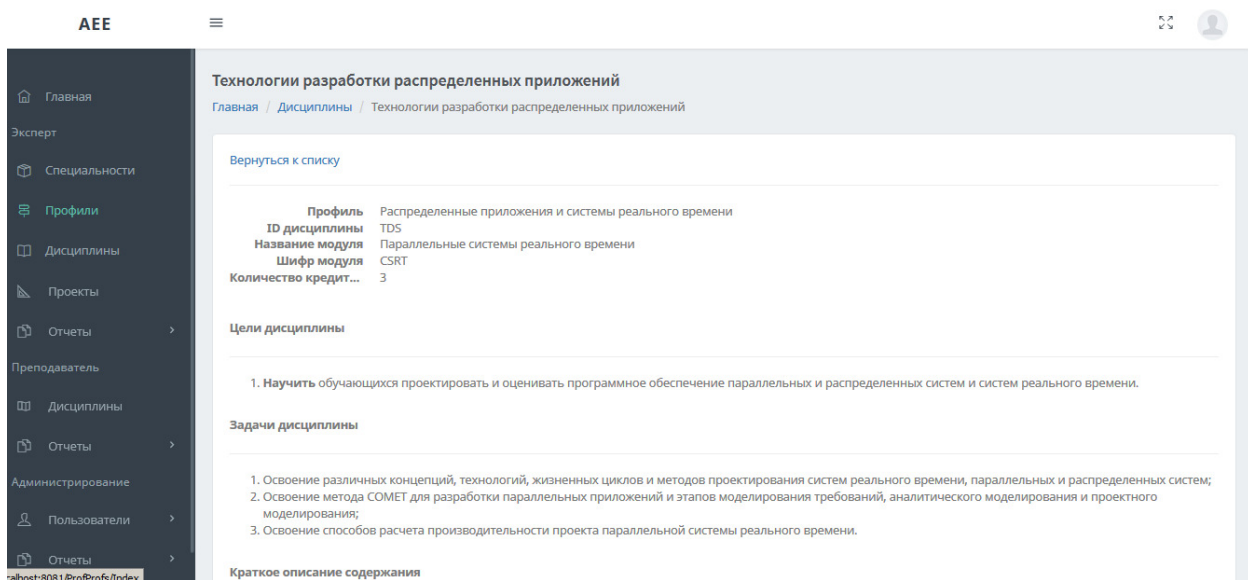 AEE
Главная
Эксперт
Специальности
Профили
Дисциплины
Проекты
Отчеты
Преподаватель
Дисциплины
Отчеты
Администрирование
Пользователи
Отчеты
calhost:8081/ProfProfs/Index
Технологии разработки распределенных приложений
Главная / Дисциплины / Технологии разработки распределенных приложений
Вернуться к списку
Профиль Распределенные приложения и системы реального времени
ID дисциплины TDS
Название модуля Параллельные системы реального времени
Шифр модуля CSRT
Количество кредит... 3
Цели дисциплины
1. Научить обучающихся проектировать и оценивать программное обеспечение параллельных и распределенных систем и систем реального времени.
Задачи дисциплины
1. Освоение различных концепций, технологий, жизненных циклов и методов проектирования систем реального времени, параллельных и распределенных систем;
2. Освоение метода COMET для разработки параллельных приложений и этапов моделирования требований, аналитического моделирования и проектного
моделирования;
3. Освоение способов расчета производительности проекта параллельной системы реального времени.
Краткое описание содержания